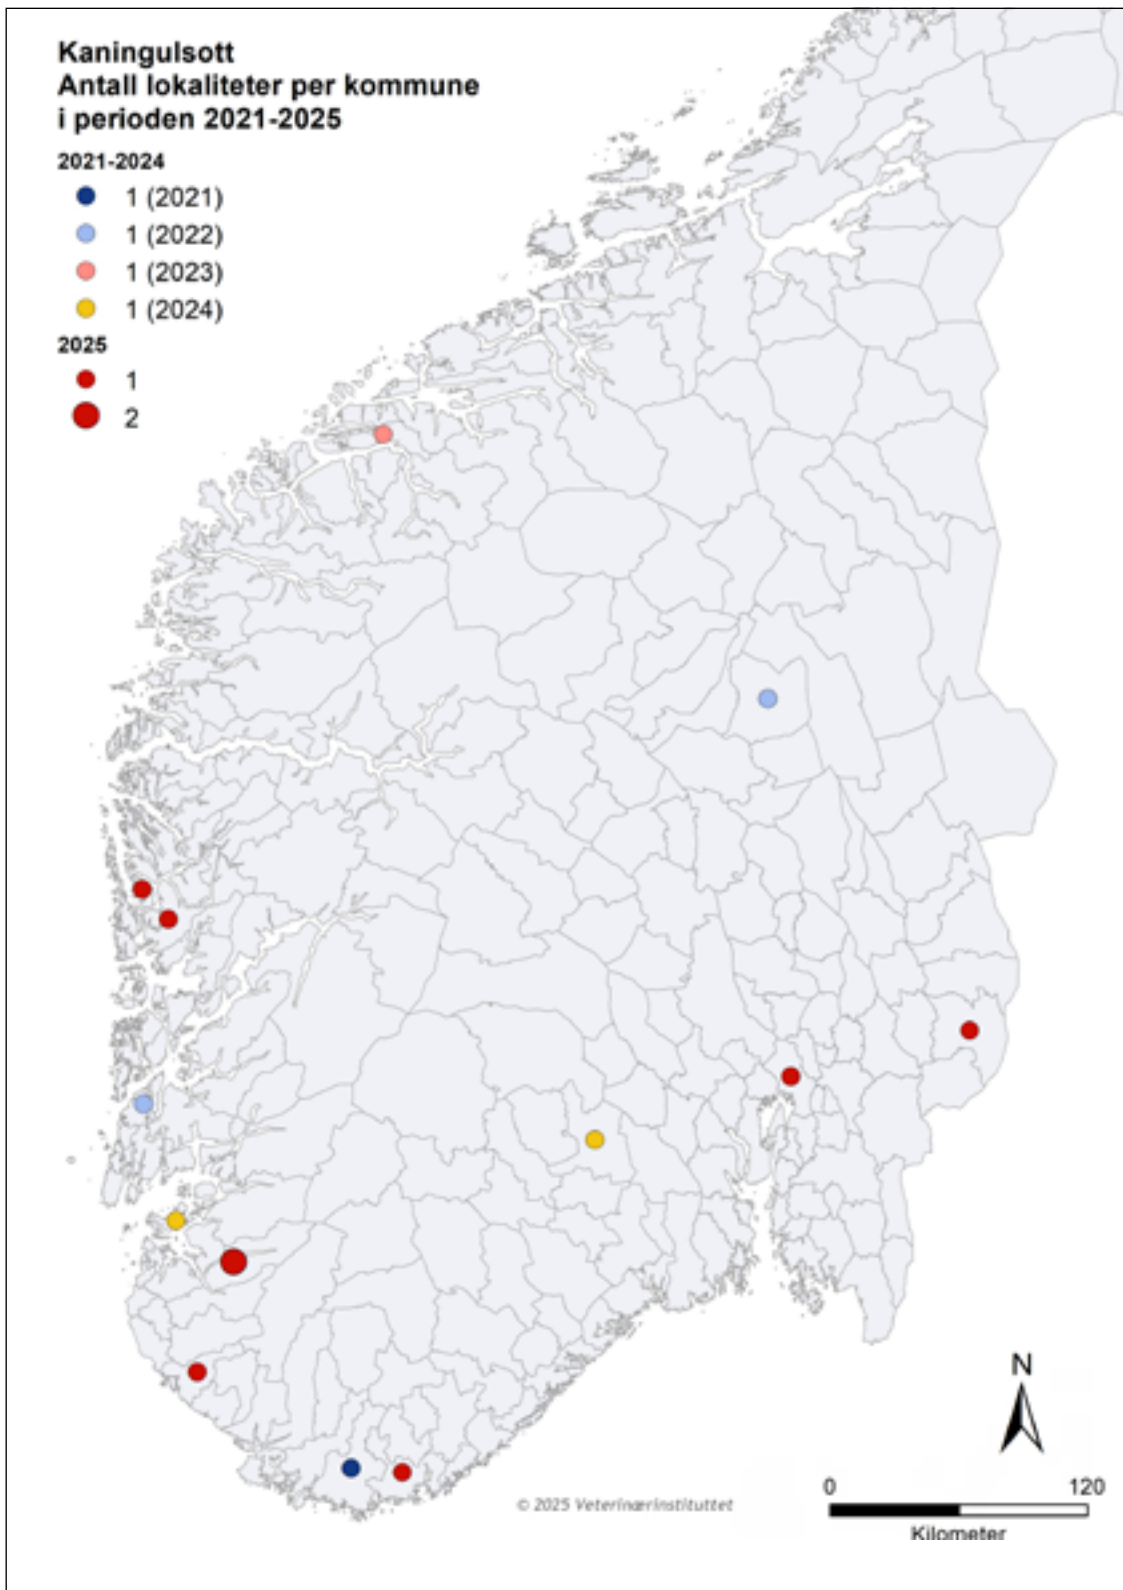 Kaningulsott
Antall lokaliteter per kommune
i perioden 2021-2025
2021-2024
1 (2021)
1 (2022)
1 (2023)
1 (2024)
2025
1
2
N
0 120
Kilometer
© 2025 Veterinærinstituttet